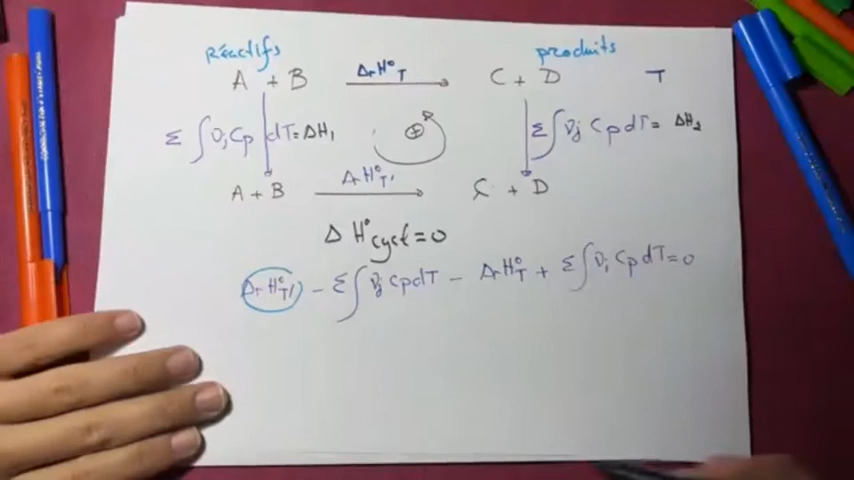 réactifs produits
A + B ΔrH°T C + D T
Σ∫νi Cp dT = ΔH1 ⊕ Σ∫νj Cp dT = ΔH2
A + B ΔrH°T' C + D
ΔH°cycle = 0
ΔrH°T' - Σ∫νj Cp dT - ΔrH°T + Σ∫νi Cp dT = 0